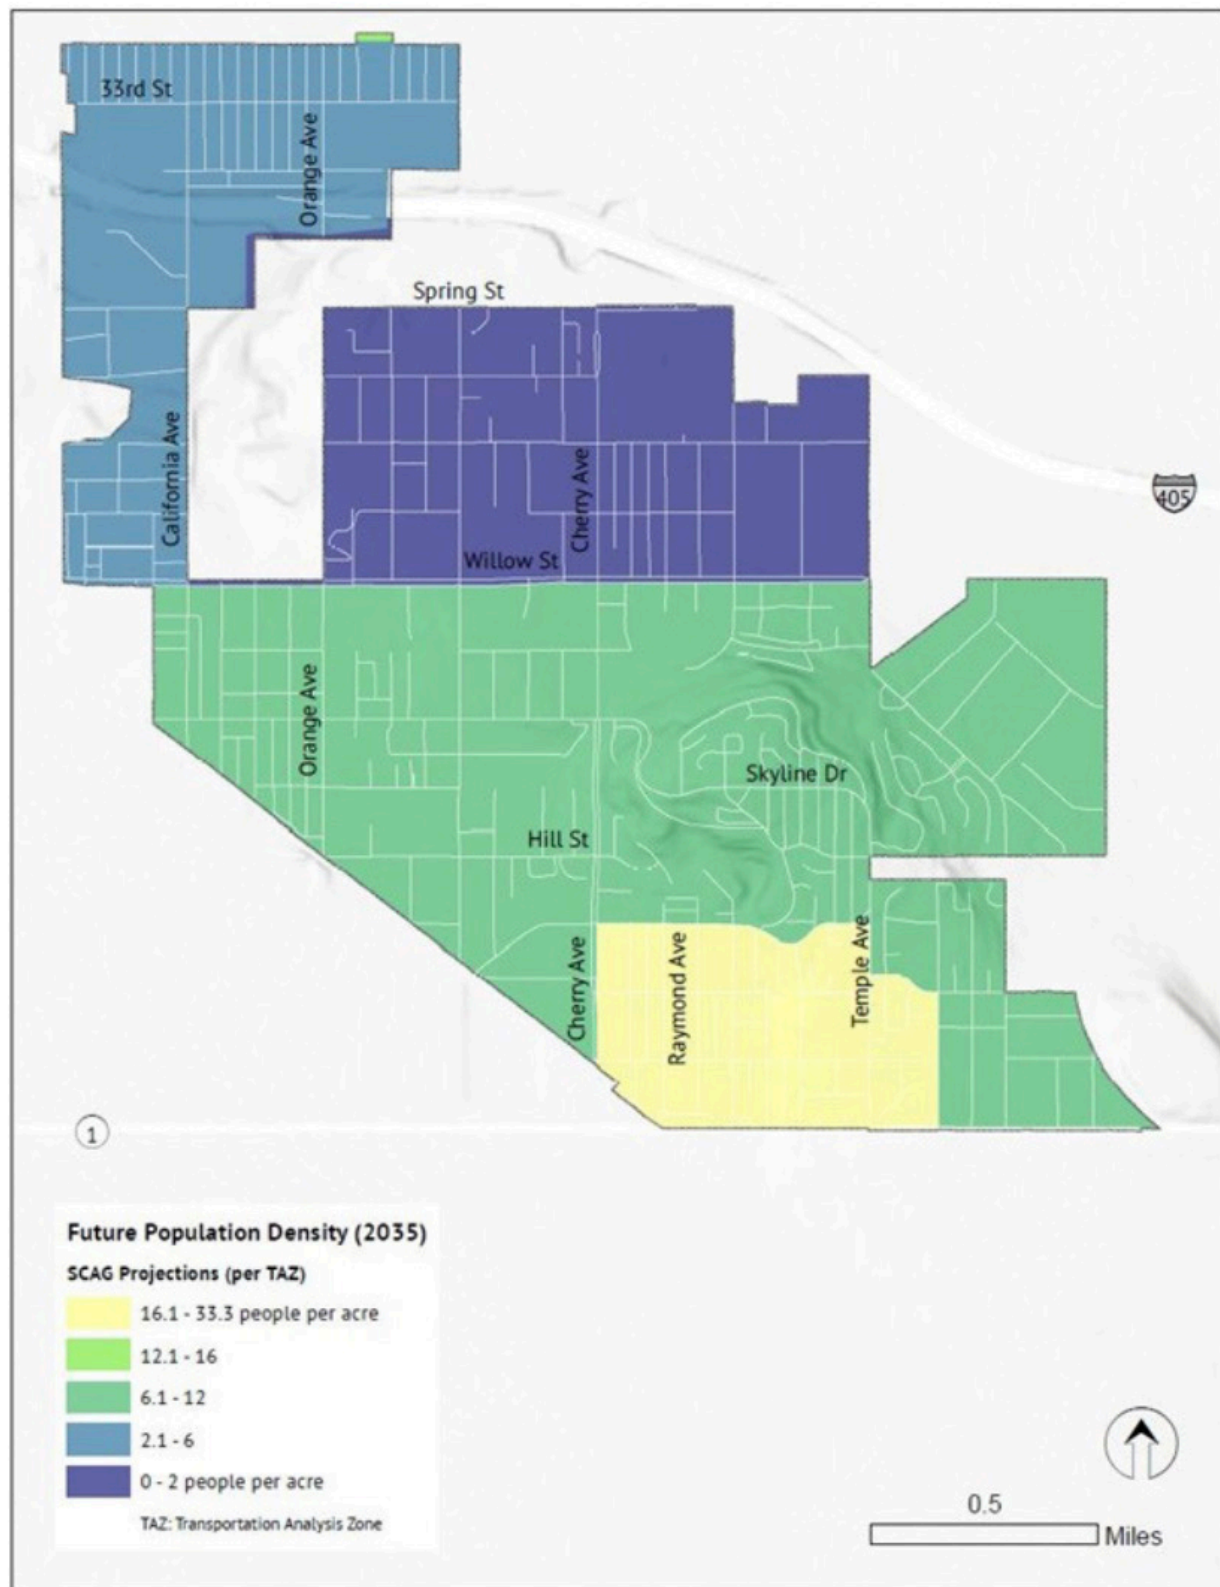 33rd St
Orange Ave
Spring St
California Ave
Cherry Ave
405
Willow St
Orange Ave
Skyline Dr
Hill St
Cherry Ave
Raymond Ave
Temple Ave
1
Future Population Density (2035)
SCAG Projections (per TAZ)
16.1 - 33.3 people per acre
12.1 - 16
6.1 - 12
2.1 - 6
0 - 2 people per acre
TAZ: Transportation Analysis Zone
0.5
Miles